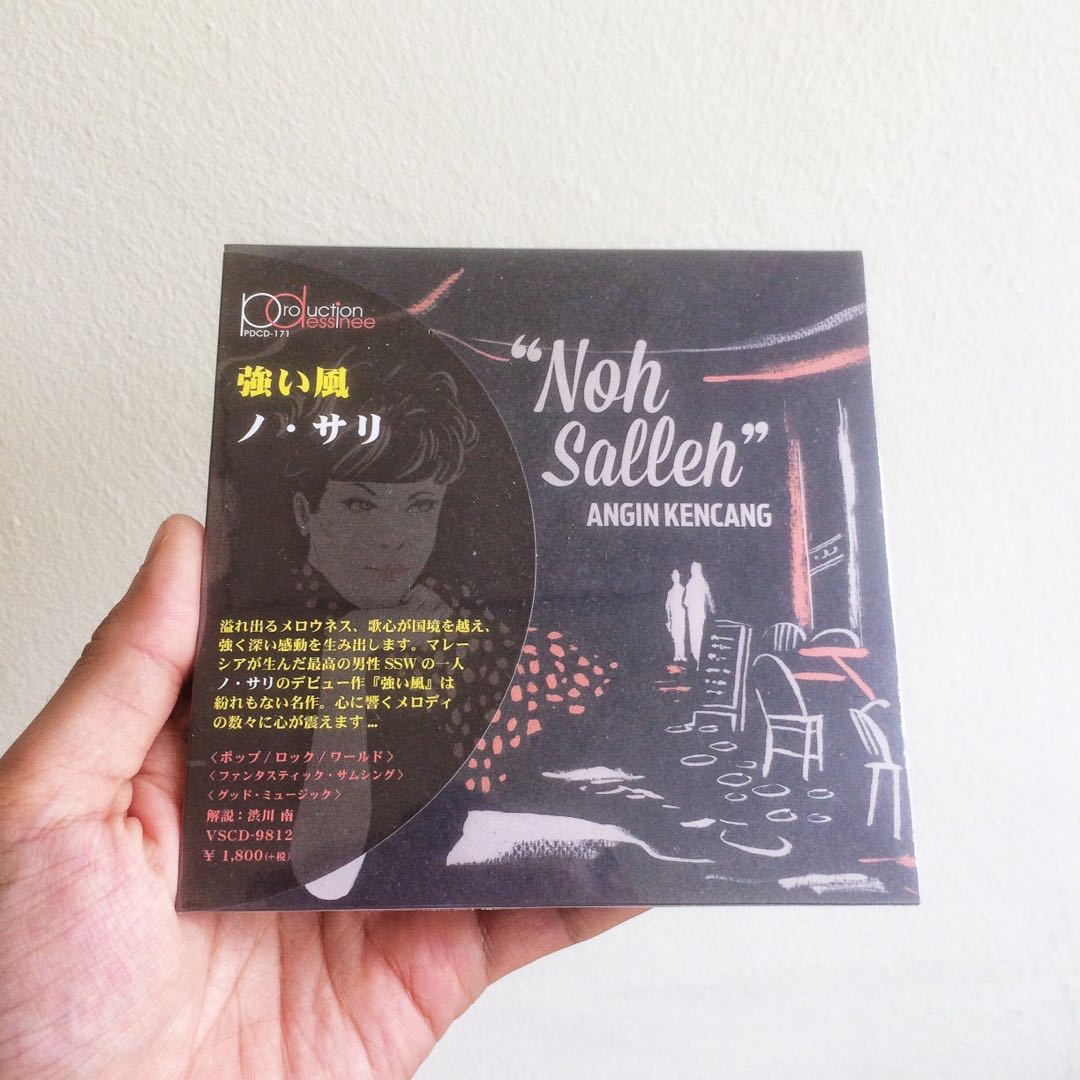 production
dessinee
PDCD-171
強い風
ノ・サリ
“Noh
Salleh”
ANGIN KENCANG
溢れ出るメロウネス、歌心が国境を越え、
強く深い感動を生み出します。マレー
シアが生んだ最高の男性SSWの一人
ノ・サリのデビュー作『強い風』は
紛れもない名作。心に響くメロディ
の数々に心が震えます...
〈ポップ/ロック/ワールド〉
〈ファンタスティック・サムシング〉
〈グッド・ミュージック〉
解説:渋川 南
VSCD-9812
¥ 1,800(+税)